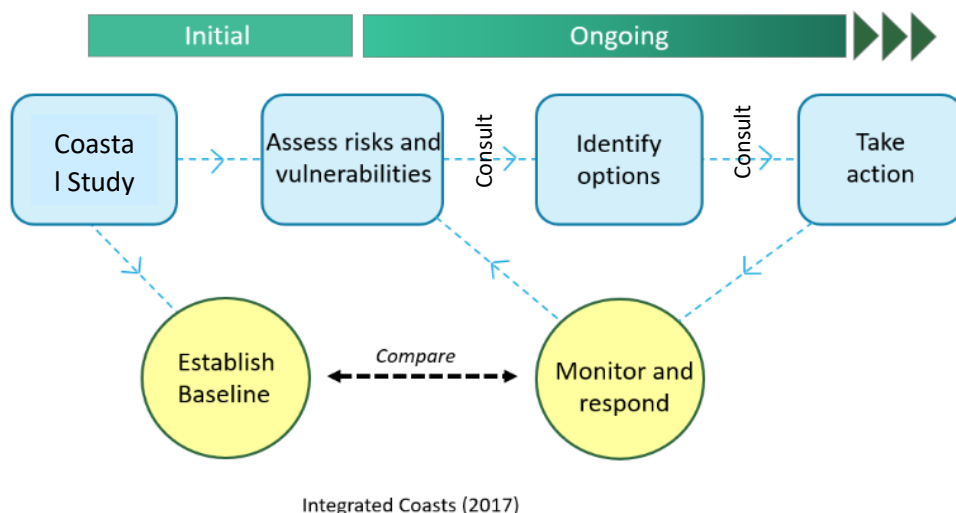 Initial
Ongoing
Coasta
l Study
Assess risks and
vulnerabilities
Consult
Identify
options
Consult
Take
action
Establish
Baseline
Compare
Monitor and
respond
Integrated Coasts (2017)